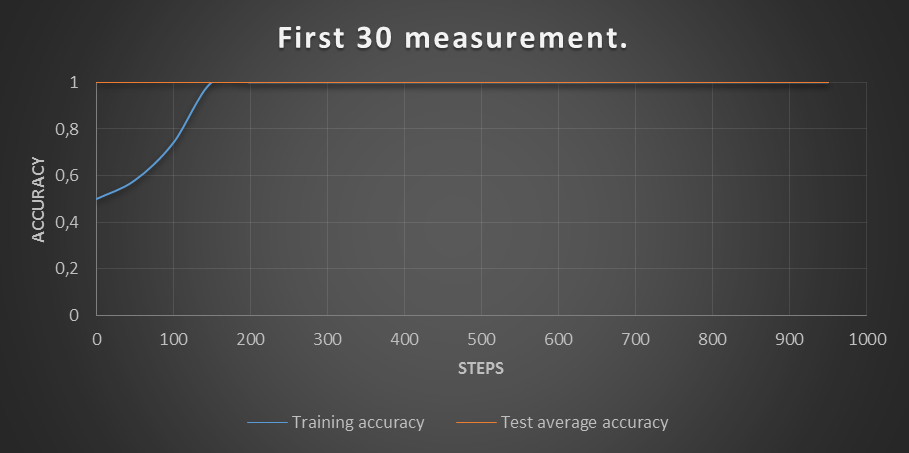 First 30 measurement.
1
0,8
0,6
0,4
0,2
0
ACCURACY
0 100 200 300 400 500 600 700 800 900 1000
STEPS
Training accuracy Test average accuracy